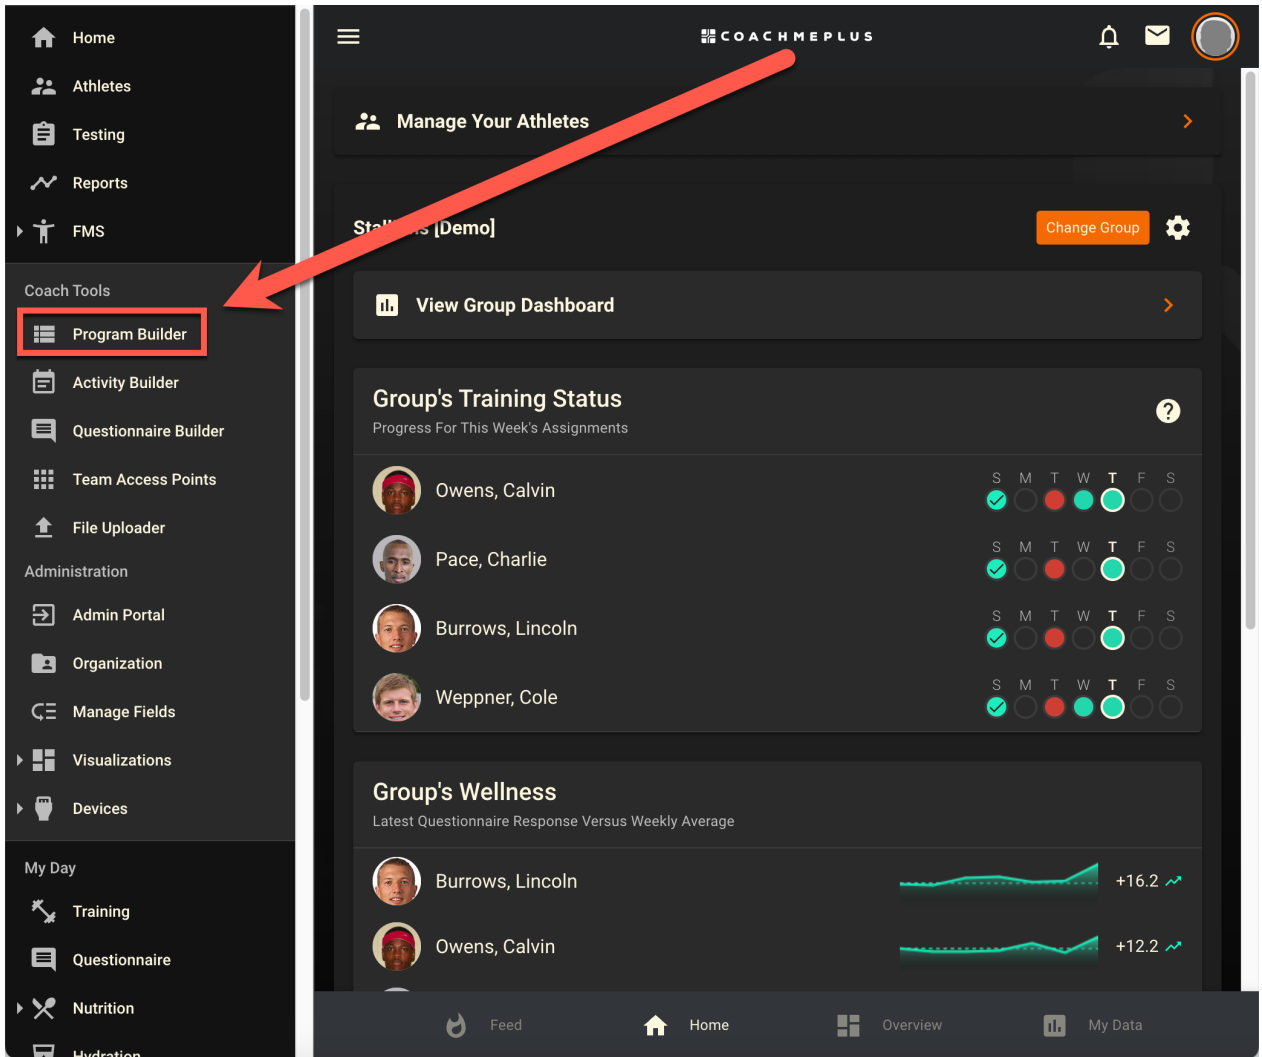 Home
Athletes
Testing
Reports
FMS
Coach Tools
Program Builder
Activity Builder
Questionnaire Builder
Team Access Points
File Uploader
Administration
Admin Portal
Organization
Manage Fields
Visualizations
Devices
My Day
Training
Questionnaire
Nutrition
Hydration
COACHMEPLUS
Manage Your Athletes
[Demo]
Change Group
View Group Dashboard
Group's Training Status
Progress For This Week's Assignments
?
Owens, Calvin
S M T W T F S
Pace, Charlie
S M T W T F S
Burrows, Lincoln
S M T W T F S
Weppner, Cole
S M T W T F S
Group's Wellness
Latest Questionnaire Response Versus Weekly Average
Burrows, Lincoln
+16.2
Owens, Calvin
+12.2
Feed
Home
Overview
My Data